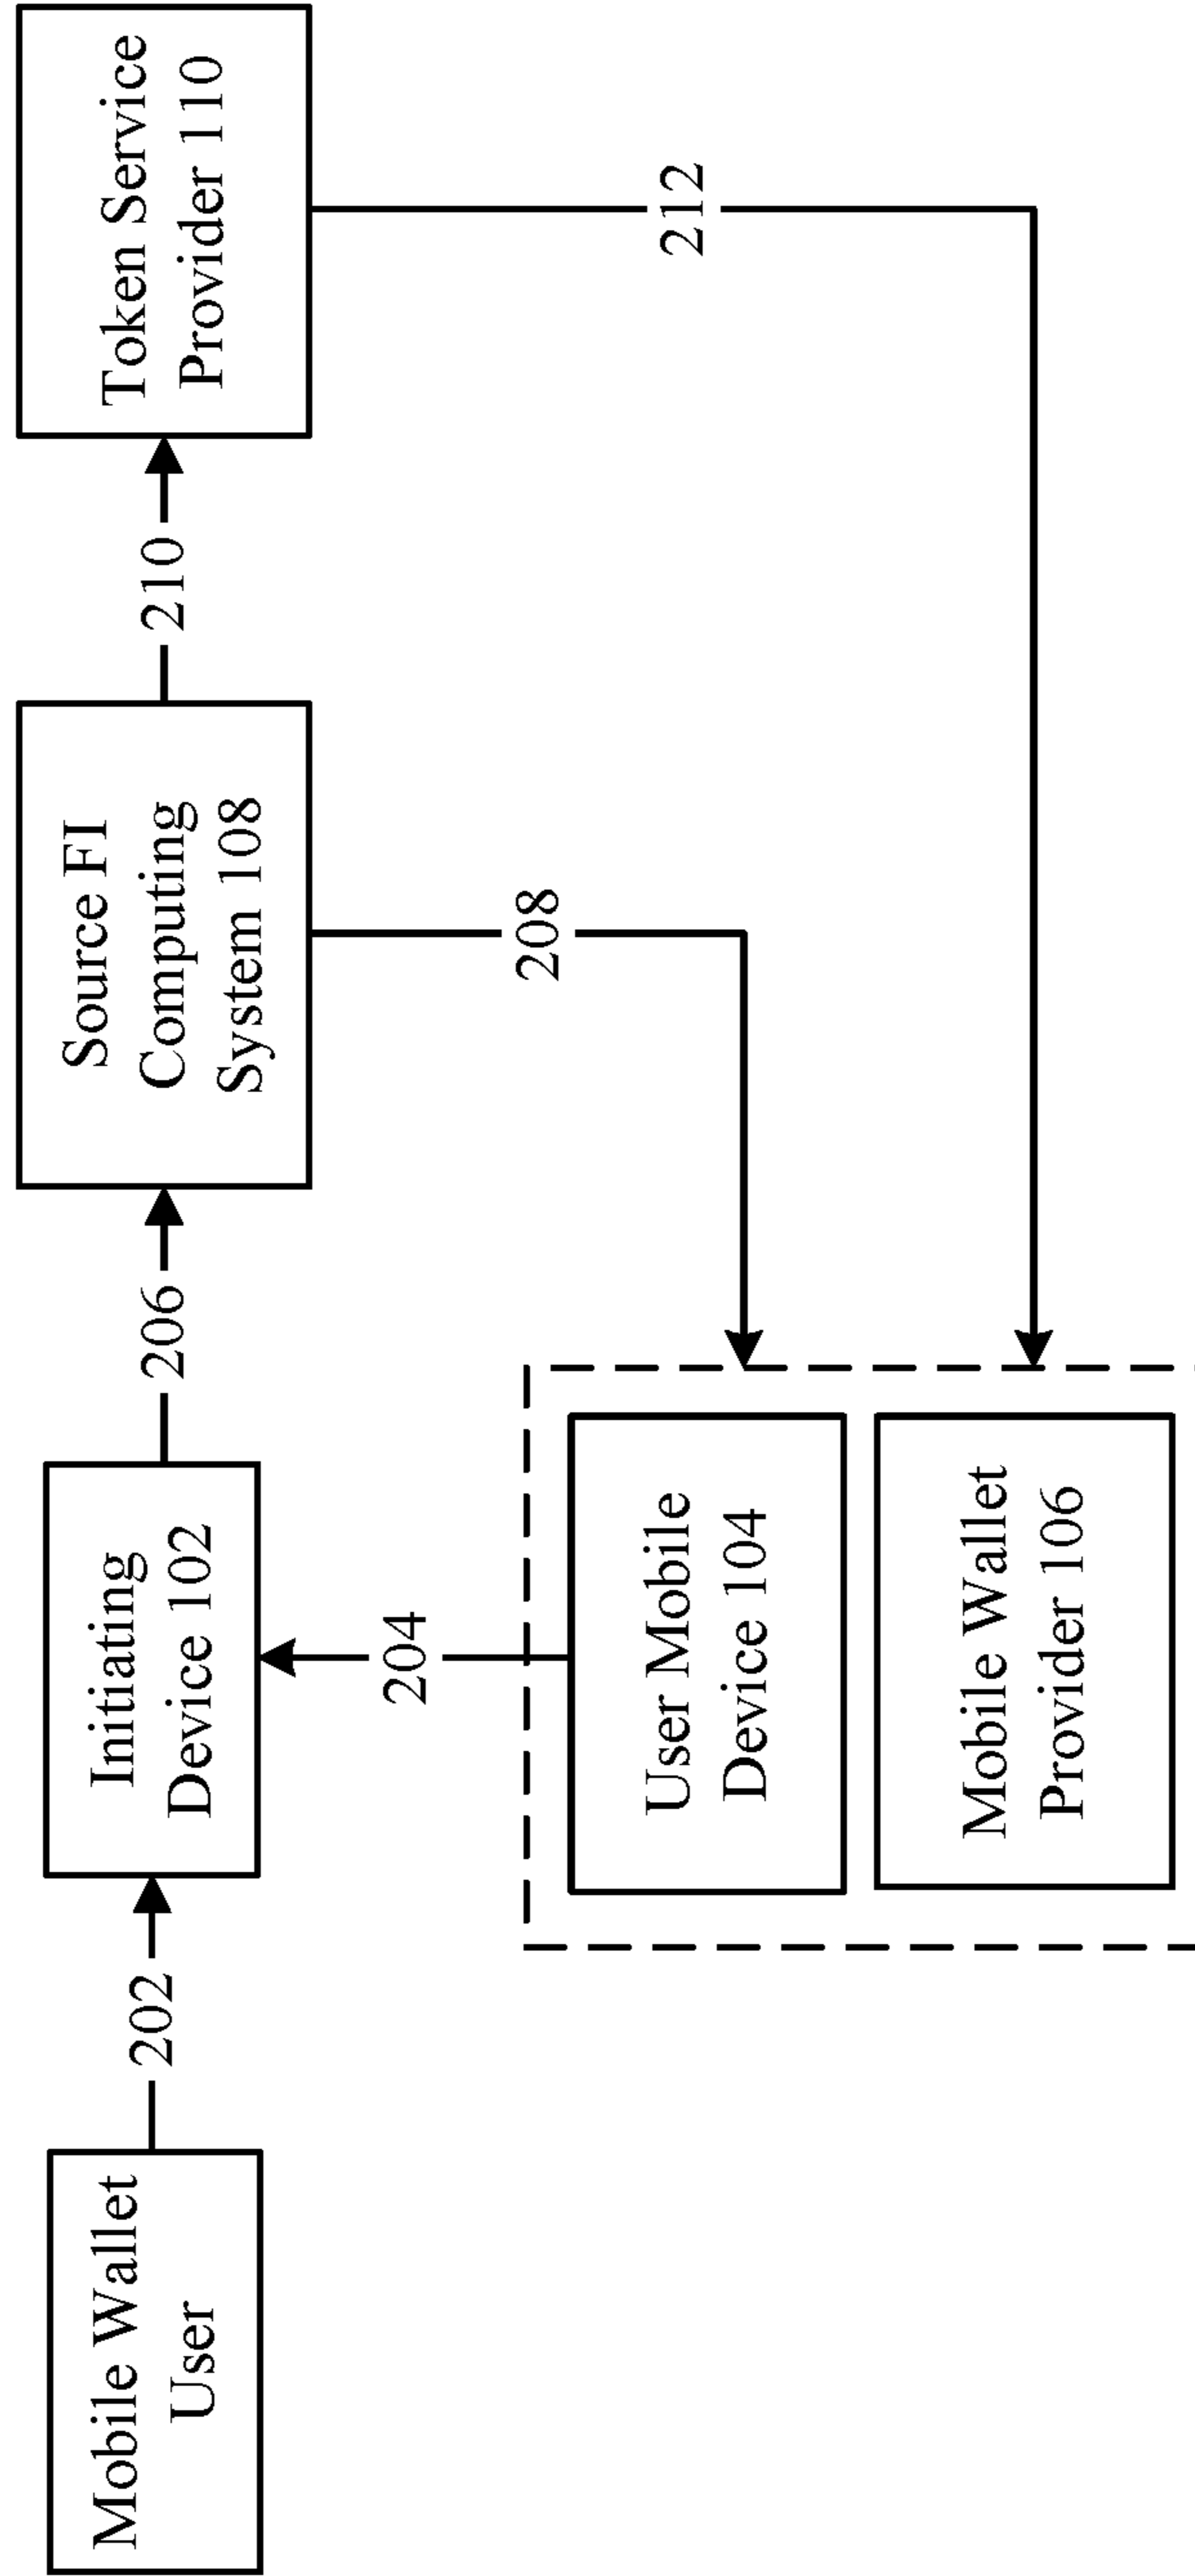 Mobile Wallet
User
202
Initiating
Device 102
206
Source FI
Computing
System 108
210
Token Service
Provider 110
204
208
212
User Mobile
Device 104
Mobile Wallet
Provider 106